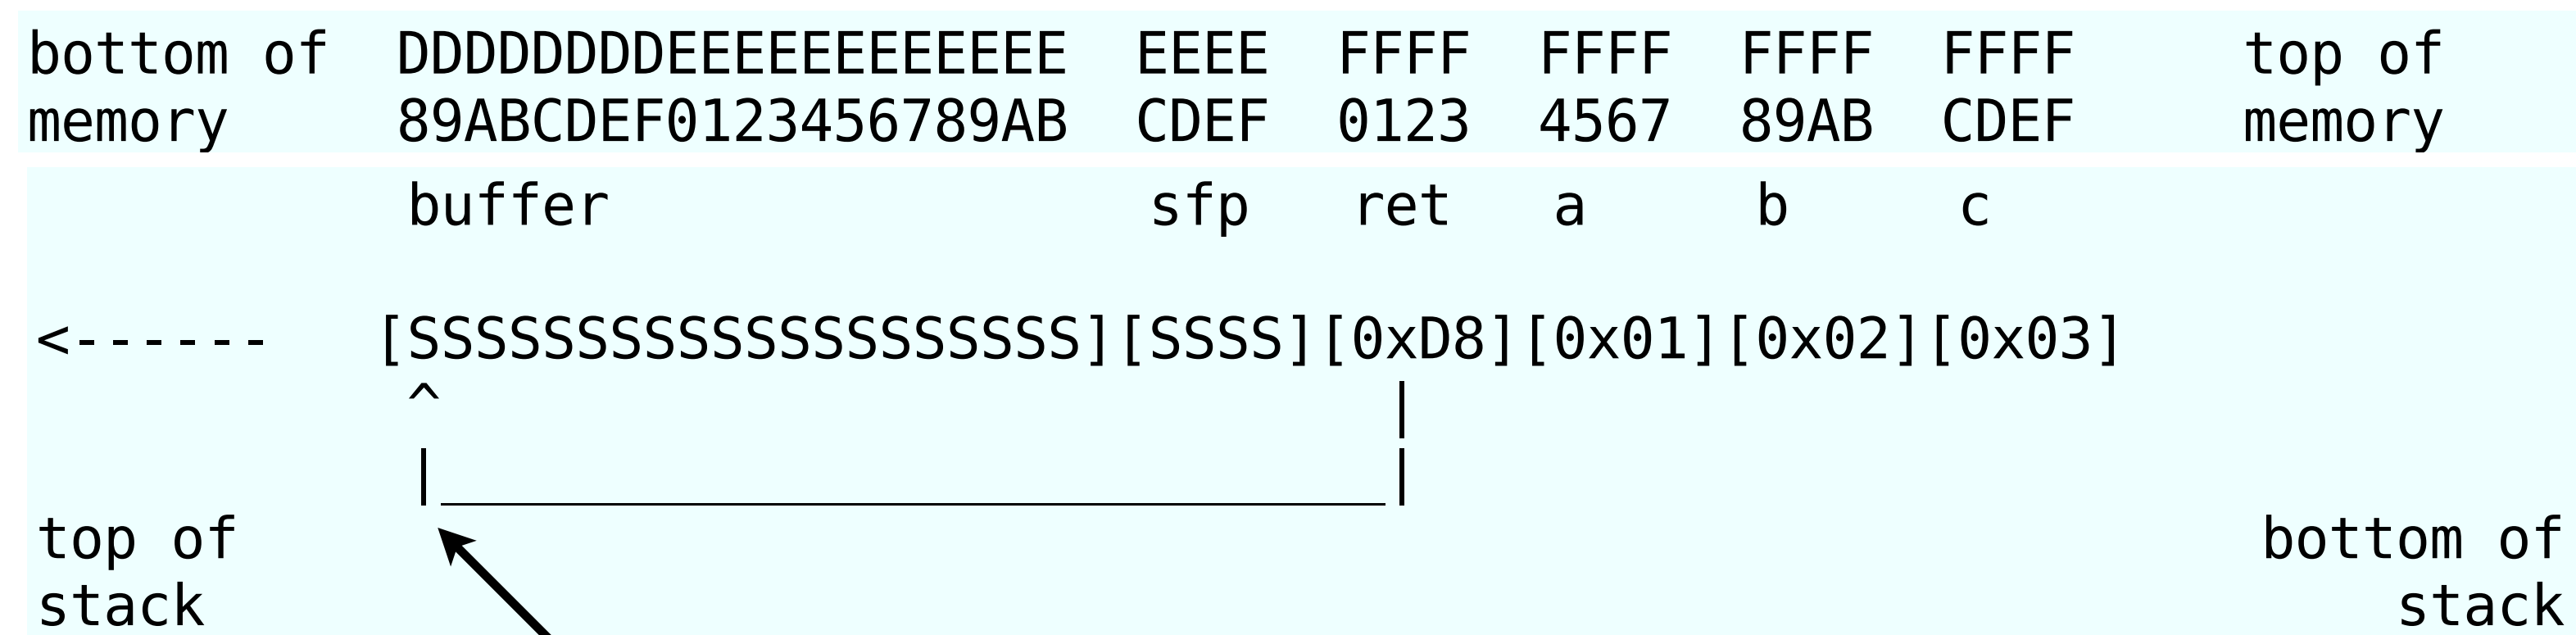 bottom of  DDDDDDDDEEEEEEEEEEEE  EEEE  FFFF  FFFF  FFFF  FFFF     top of
memory     89ABCDEF0123456789AB  CDEF  0123  4567  89AB  CDEF     memory
           buffer                sfp   ret   a     b     c
<------   [SSSSSSSSSSSSSSSSSSSS][SSSS][0xD8][0x01][0x02][0x03]
           ^                            |
           |____________________________|
top of                                                            bottom of
stack                                                                 stack